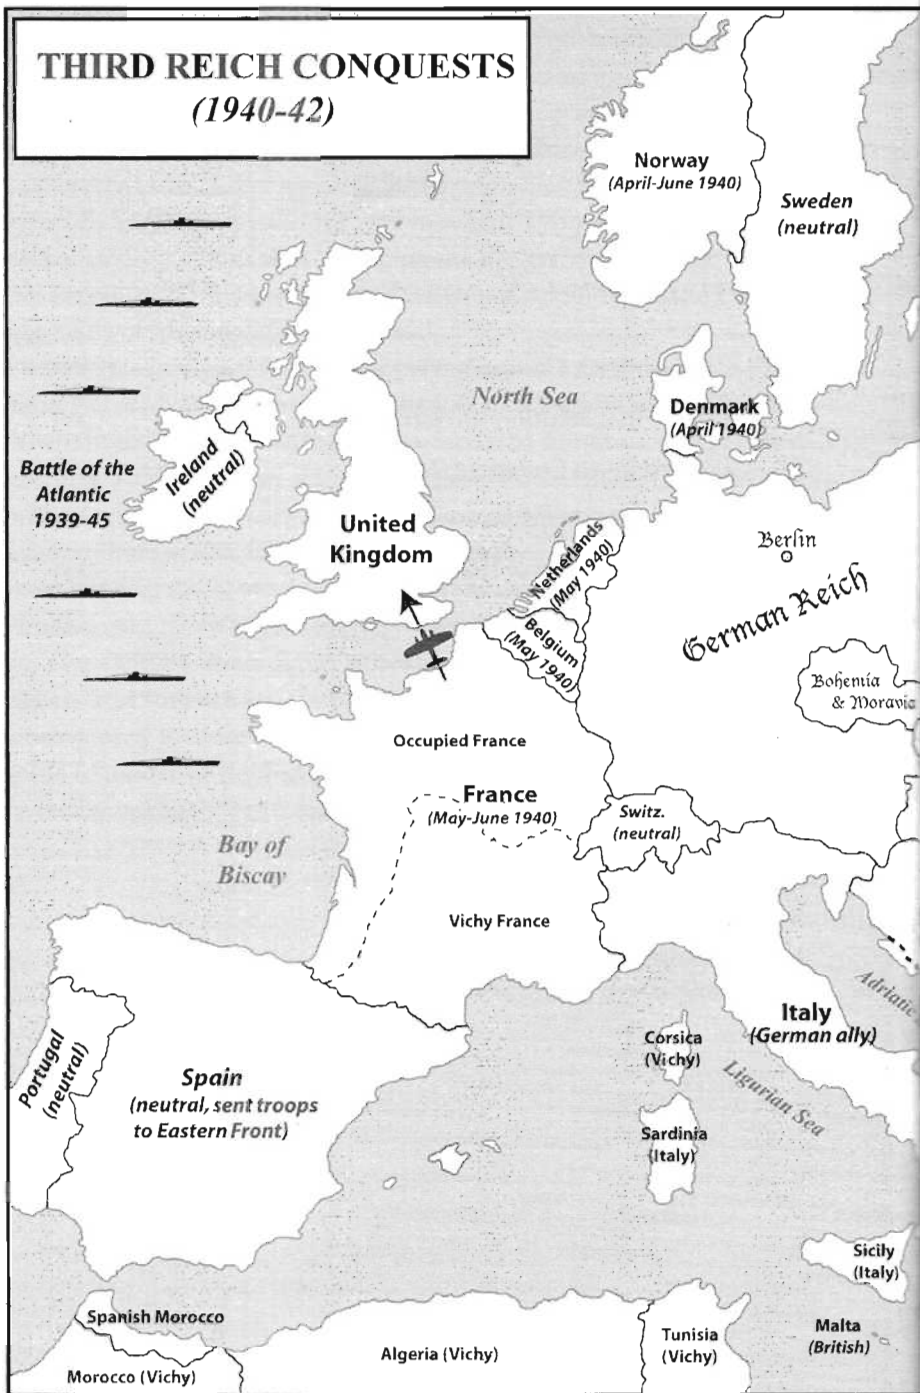 THIRD REICH CONQUESTS
(1940-42)
Norway
(April-June 1940)
Sweden
(neutral)
North Sea
Denmark
(April 1940)
Battle of the
Atlantic
1939-45
Ireland
(neutral)
United
Kingdom
Netherlands
(May 1940)
Belgium
(May 1940)
Berlin
German Reich
Bohemia
& Moravia
Occupied France
France
(May-June 1940)
Switz.
(neutral)
Bay of
Biscay
Vichy France
Adriatic
Italy
(German ally)
Corsica
(Vichy)
Ligurian Sea
Portugal
(neutral)
Spain
(neutral, sent troops
to Eastern Front)
Sardinia
(Italy)
Sicily
(Italy)
Spanish Morocco
Morocco (Vichy)
Algeria (Vichy)
Tunisia
(Vichy)
Malta
(British)